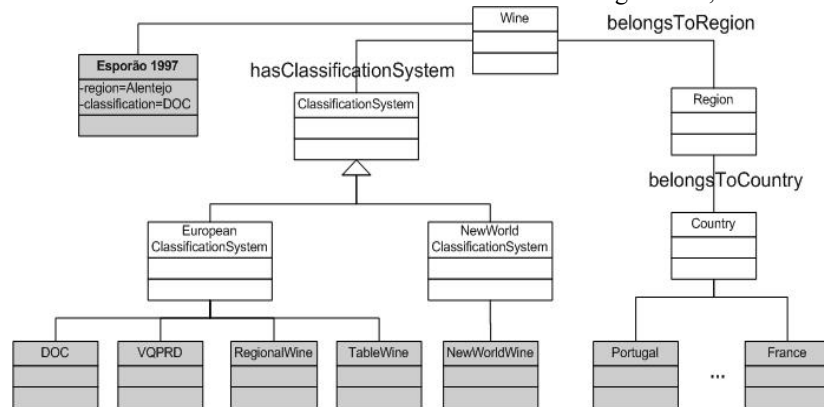 Wine
belongsToRegion
Esporão 1997
-region=Alentejo
-classification=DOC
hasClassificationSystem
ClassificationSystem
Region
belongsToCountry
European
ClassificationSystem
NewWorld
ClassificationSystem
Country
DOC
VQPRD
RegionalWine
TableWine
NewWorldWine
Portugal
...
France